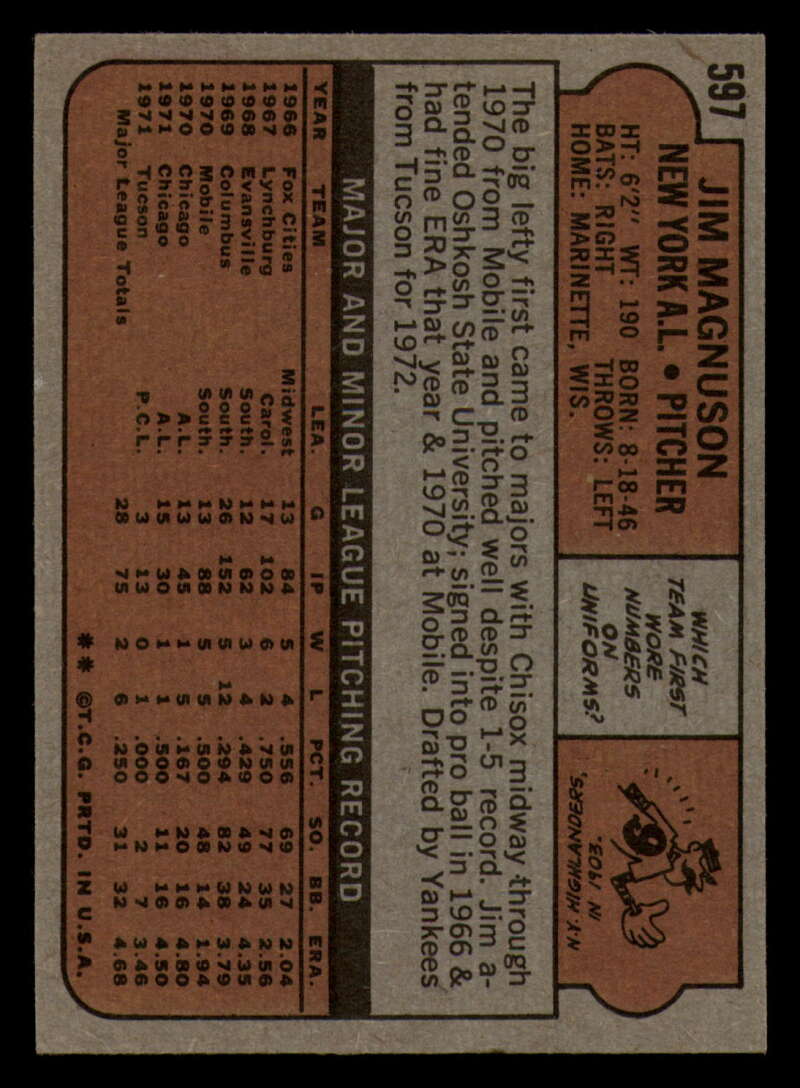 597
JIM MAGNUSON
NEW YORK A.L. • PITCHER
HT: 6'2" WT: 190 BORN: 8-18-46
BATS: RIGHT THROWS: LEFT
HOME: MARINETTE, WIS.
WHICH
TEAM FIRST
WORE
NUMBERS
ON
UNIFORMS?
9
N.Y. HIGHLANDERS,
IN 1903.
The big lefty first came to majors with Chisox midway through
1970 from Mobile and pitched well despite 1-5 record. Jim a-
tended Oshkosh State University; signed into pro ball in 1966 &
had fine ERA that year & 1970 at Mobile. Drafted by Yankees
from Tucson for 1972.
MAJOR AND MINOR LEAGUE PITCHING RECORD
YEAR TEAM LEA. G IP W L PCT. SO. BB. ERA.
1966 Fox Cities Midwest 13 84 5 4 .556 69 27 2.04
1967 Lynchburg Carol. 17 102 6 2 .750 77 35 2.56
1968 Evansville South. 12 62 3 4 .429 49 24 4.35
1969 Columbus South. 26 152 5 12 .294 82 38 3.79
1970 Mobile South. 13 88 5 5 .500 48 14 1.94
1970 Chicago A.L. 13 45 1 5 .167 20 16 4.80
1971 Chicago A.L. 15 30 1 1 .500 11 16 4.50
1971 Tucson P.C.L. 3 13 0 1 .000 2 7 3.46
Major League Totals 28 75 2 6 .250 31 32 4.68
** ©T.C.G. PRTD. IN U.S.A.